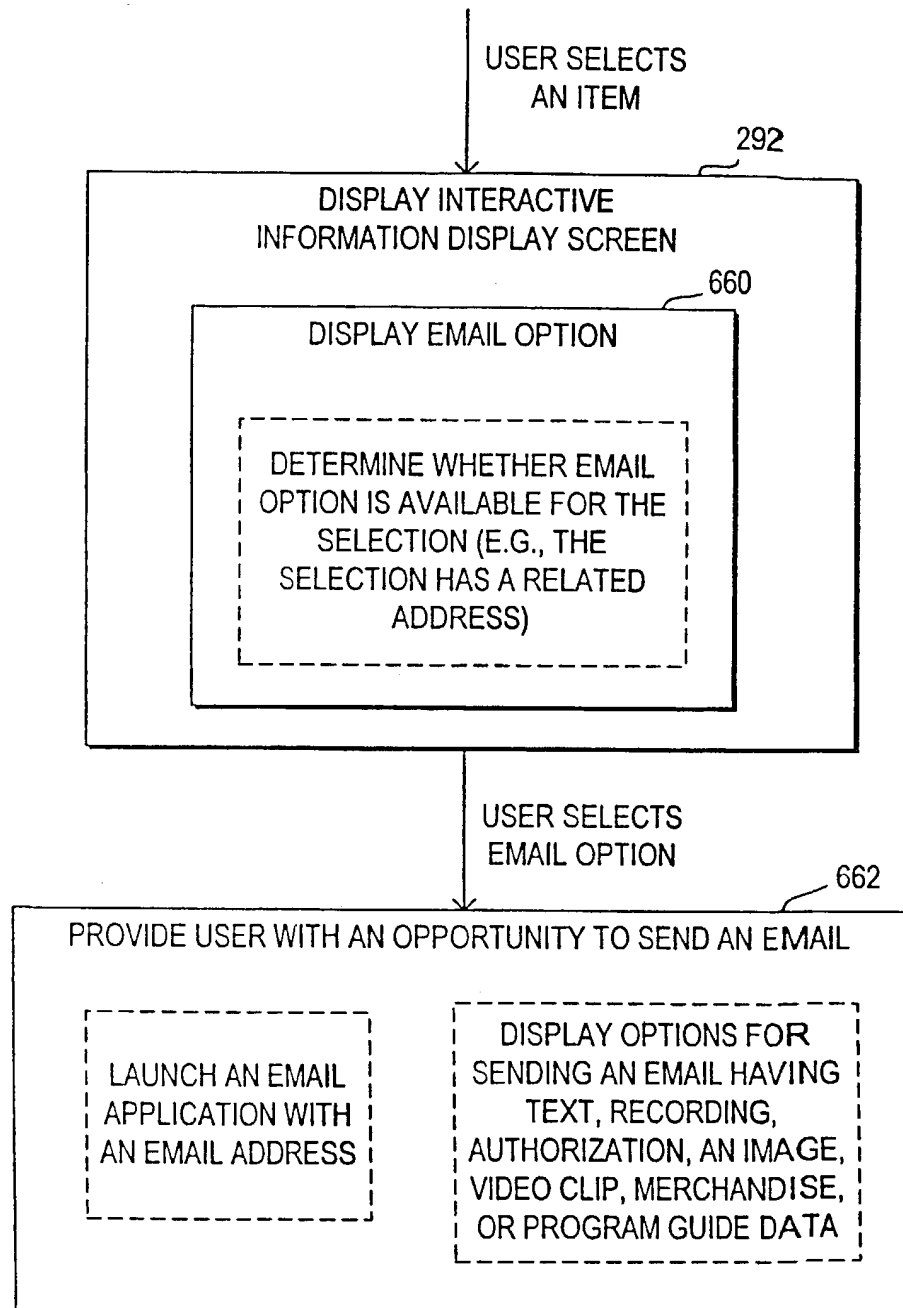 USER SELECTS
AN ITEM
292
DISPLAY INTERACTIVE
INFORMATION DISPLAY SCREEN
660
DISPLAY EMAIL OPTION
DETERMINE WHETHER EMAIL
OPTION IS AVAILABLE FOR THE
SELECTION (E.G., THE
SELECTION HAS A RELATED
ADDRESS)
USER SELECTS
EMAIL OPTION
662
PROVIDE USER WITH AN OPPORTUNITY TO SEND AN EMAIL
LAUNCH AN EMAIL
APPLICATION WITH
AN EMAIL ADDRESS
DISPLAY OPTIONS FOR
SENDING AN EMAIL HAVING
TEXT, RECORDING,
AUTHORIZATION, AN IMAGE,
VIDEO CLIP, MERCHANDISE,
OR PROGRAM GUIDE DATA